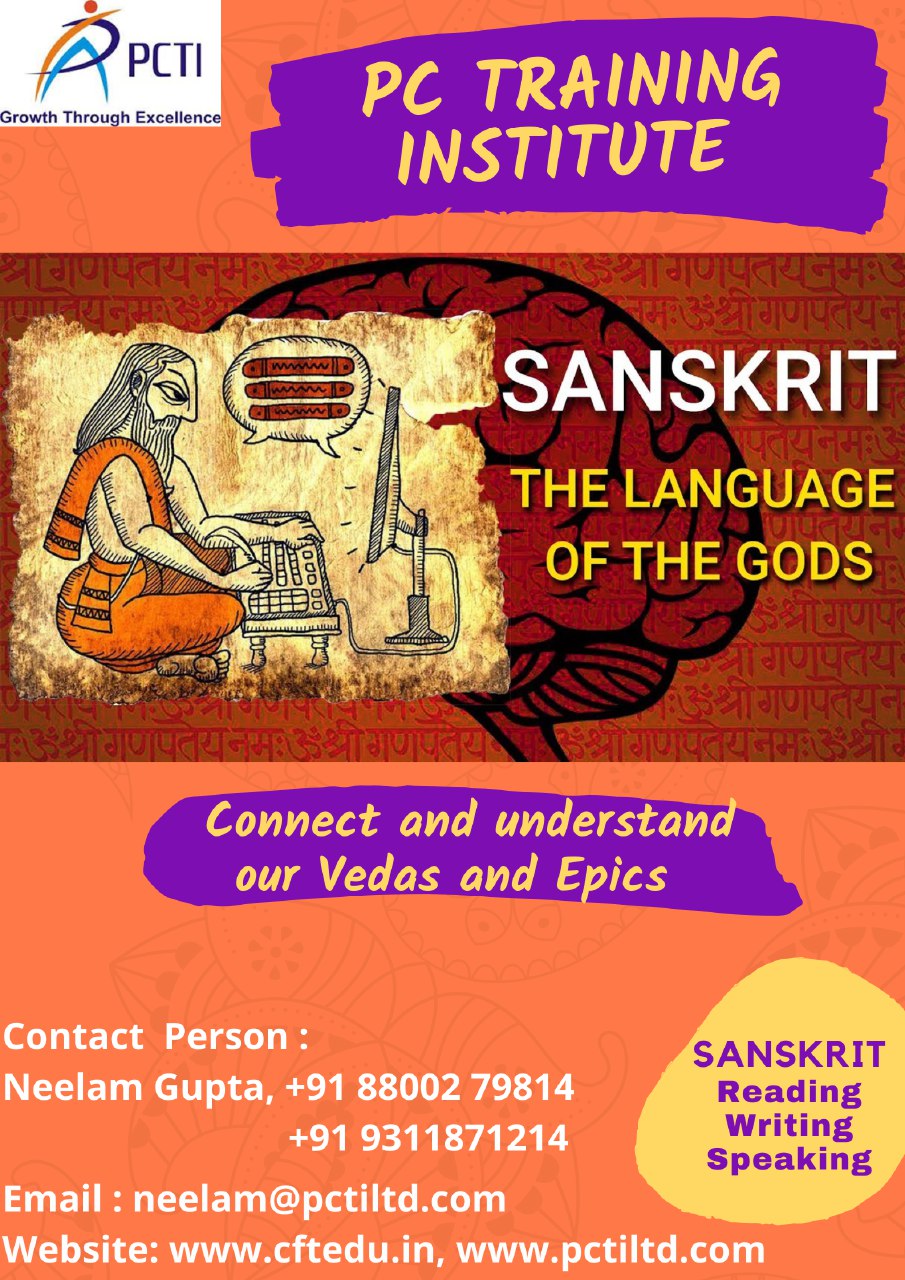 PCTI
Growth Through Excellence
PC TRAINING
INSTITUTE
SANSKRIT
THE LANGUAGE
OF THE GODS
श्री गणपतये नमः ॐ
Connect and understand
our Vedas and Epics
Contact Person :
Neelam Gupta, +91 88002 79814
+91 9311871214
Email : neelam@pctiltd.com
Website: www.cftedu.in, www.pctiltd.com
SANSKRIT
Reading
Writing
Speaking